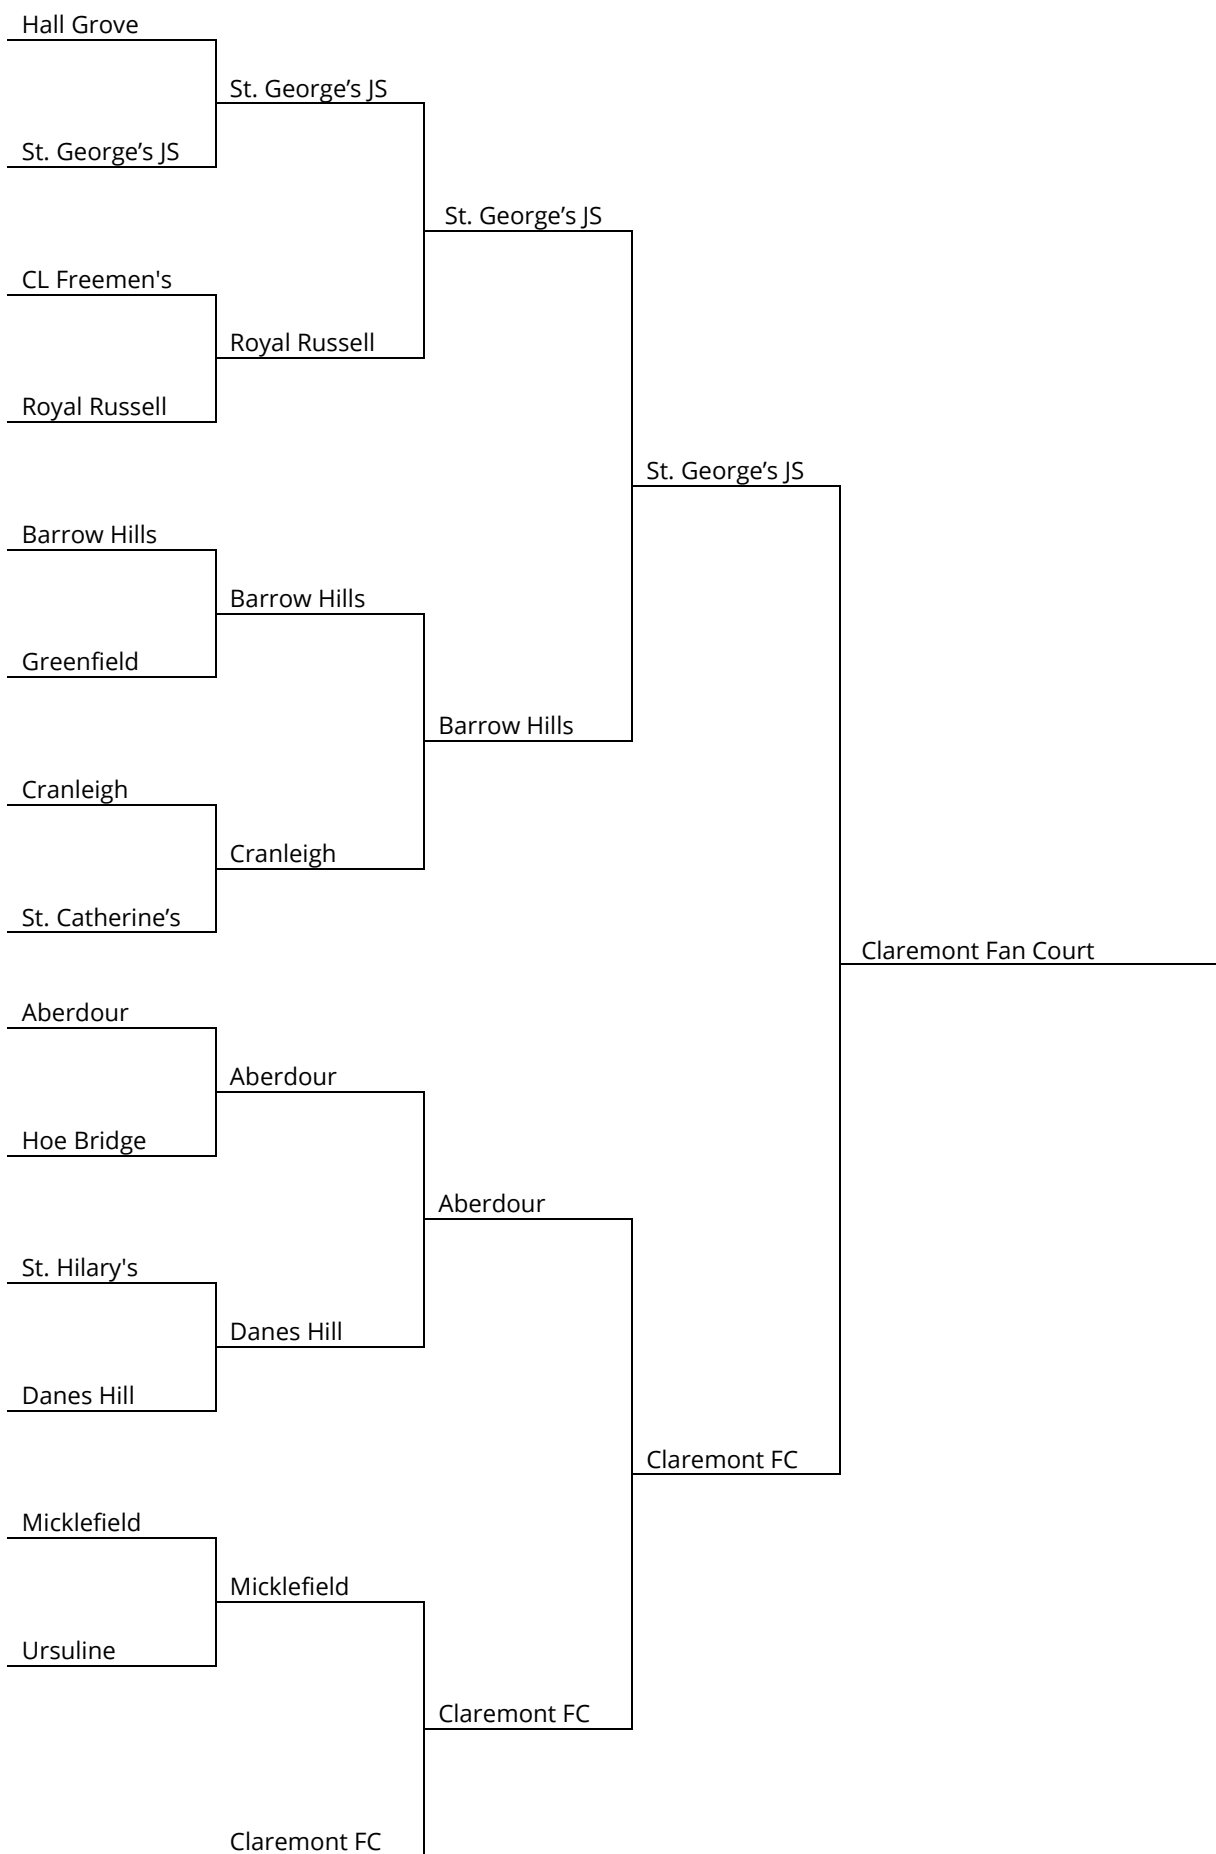 Hall Grove
St. George’s JS
St. George’s JS
St. George’s JS
CL Freemen's
Royal Russell
Royal Russell
St. George’s JS
Barrow Hills
Barrow Hills
Greenfield
Barrow Hills
Cranleigh
Cranleigh
St. Catherine’s
Claremont Fan Court
Aberdour
Aberdour
Hoe Bridge
Aberdour
St. Hilary's
Danes Hill
Danes Hill
Claremont FC
Micklefield
Micklefield
Ursuline
Claremont FC
Claremont FC